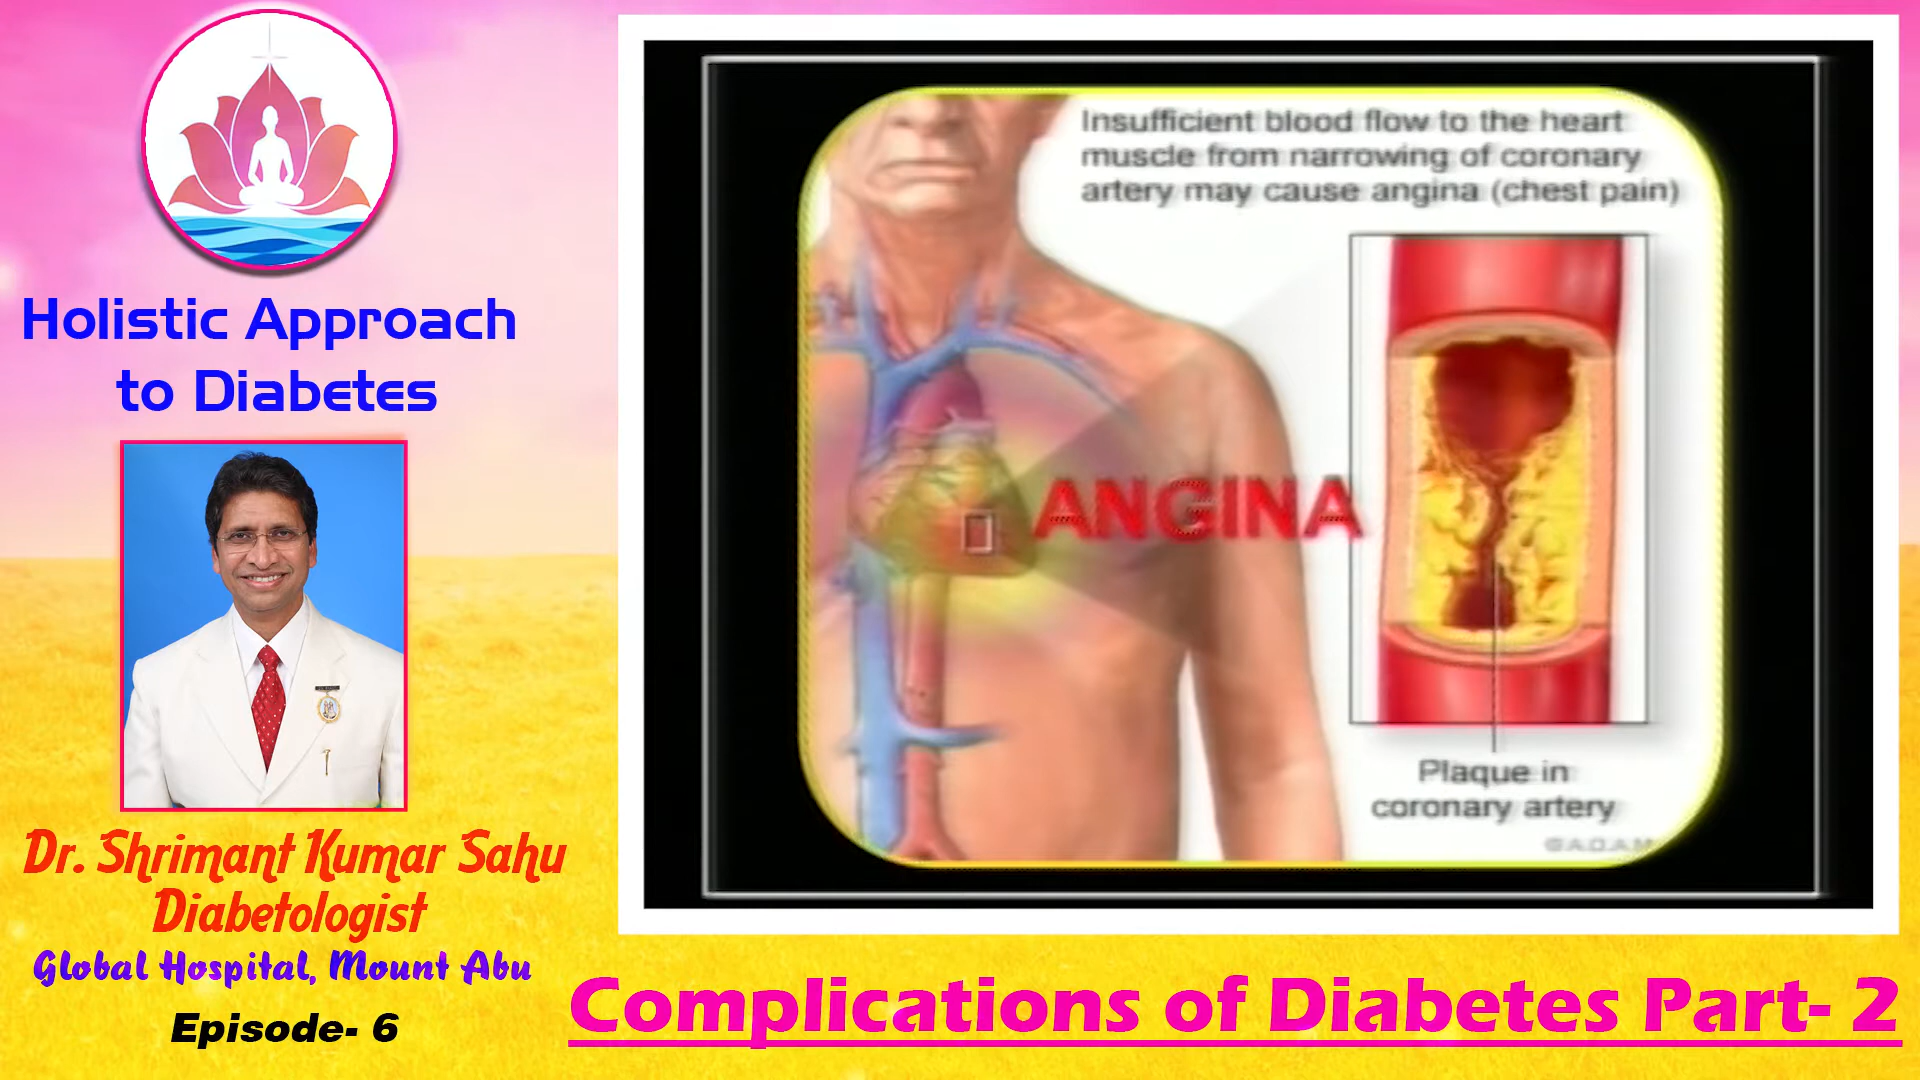 Holistic Approach
to Diabetes
Dr. Shrimant Kumar Sahu
Diabetologist
Global Hospital, Mount Abu
Episode- 6
Insufficient blood flow to the heart
muscle from narrowing of coronary
artery may cause angina (chest pain)
ANGINA
Plaque in
coronary artery
©A.D.A.M
Complications of Diabetes Part- 2